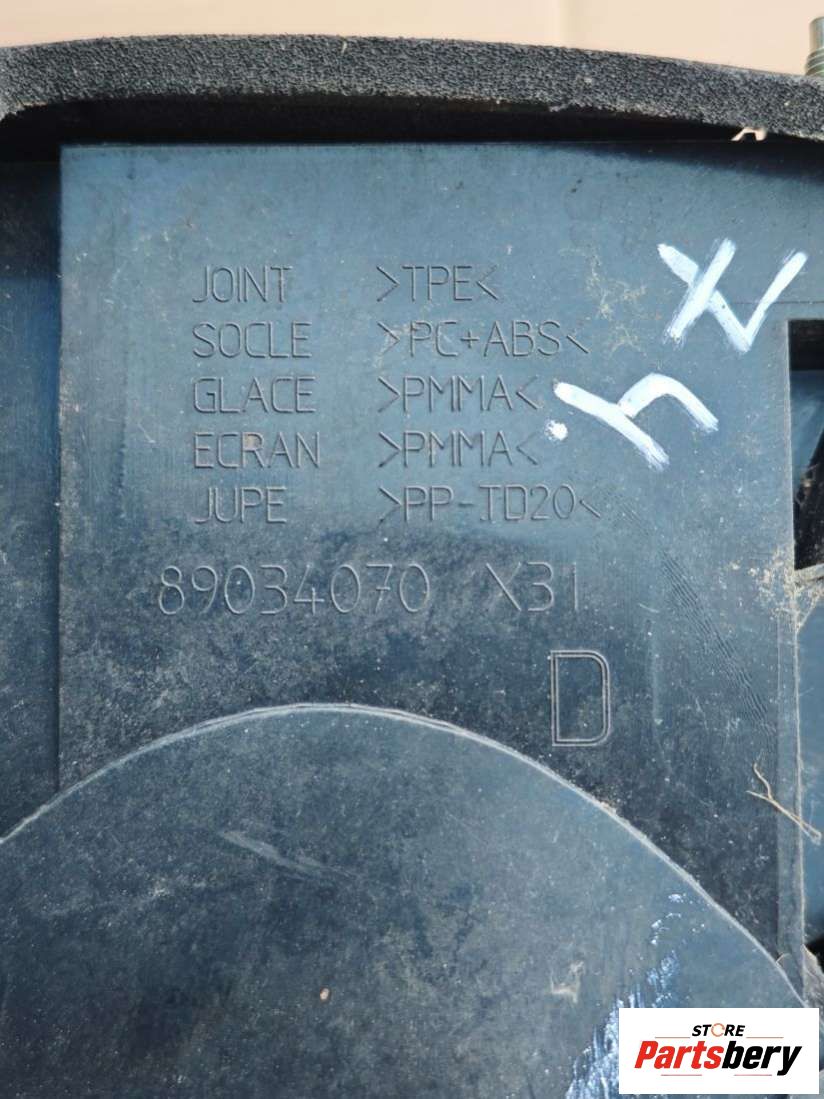 JOINT >TPE<
SOCLE >PC+ABS<
GLACE >PMMA<
ECRAN >PMMA<
JUPE >PP-TD20<
89034070 X31
D
STORE
Partsbery